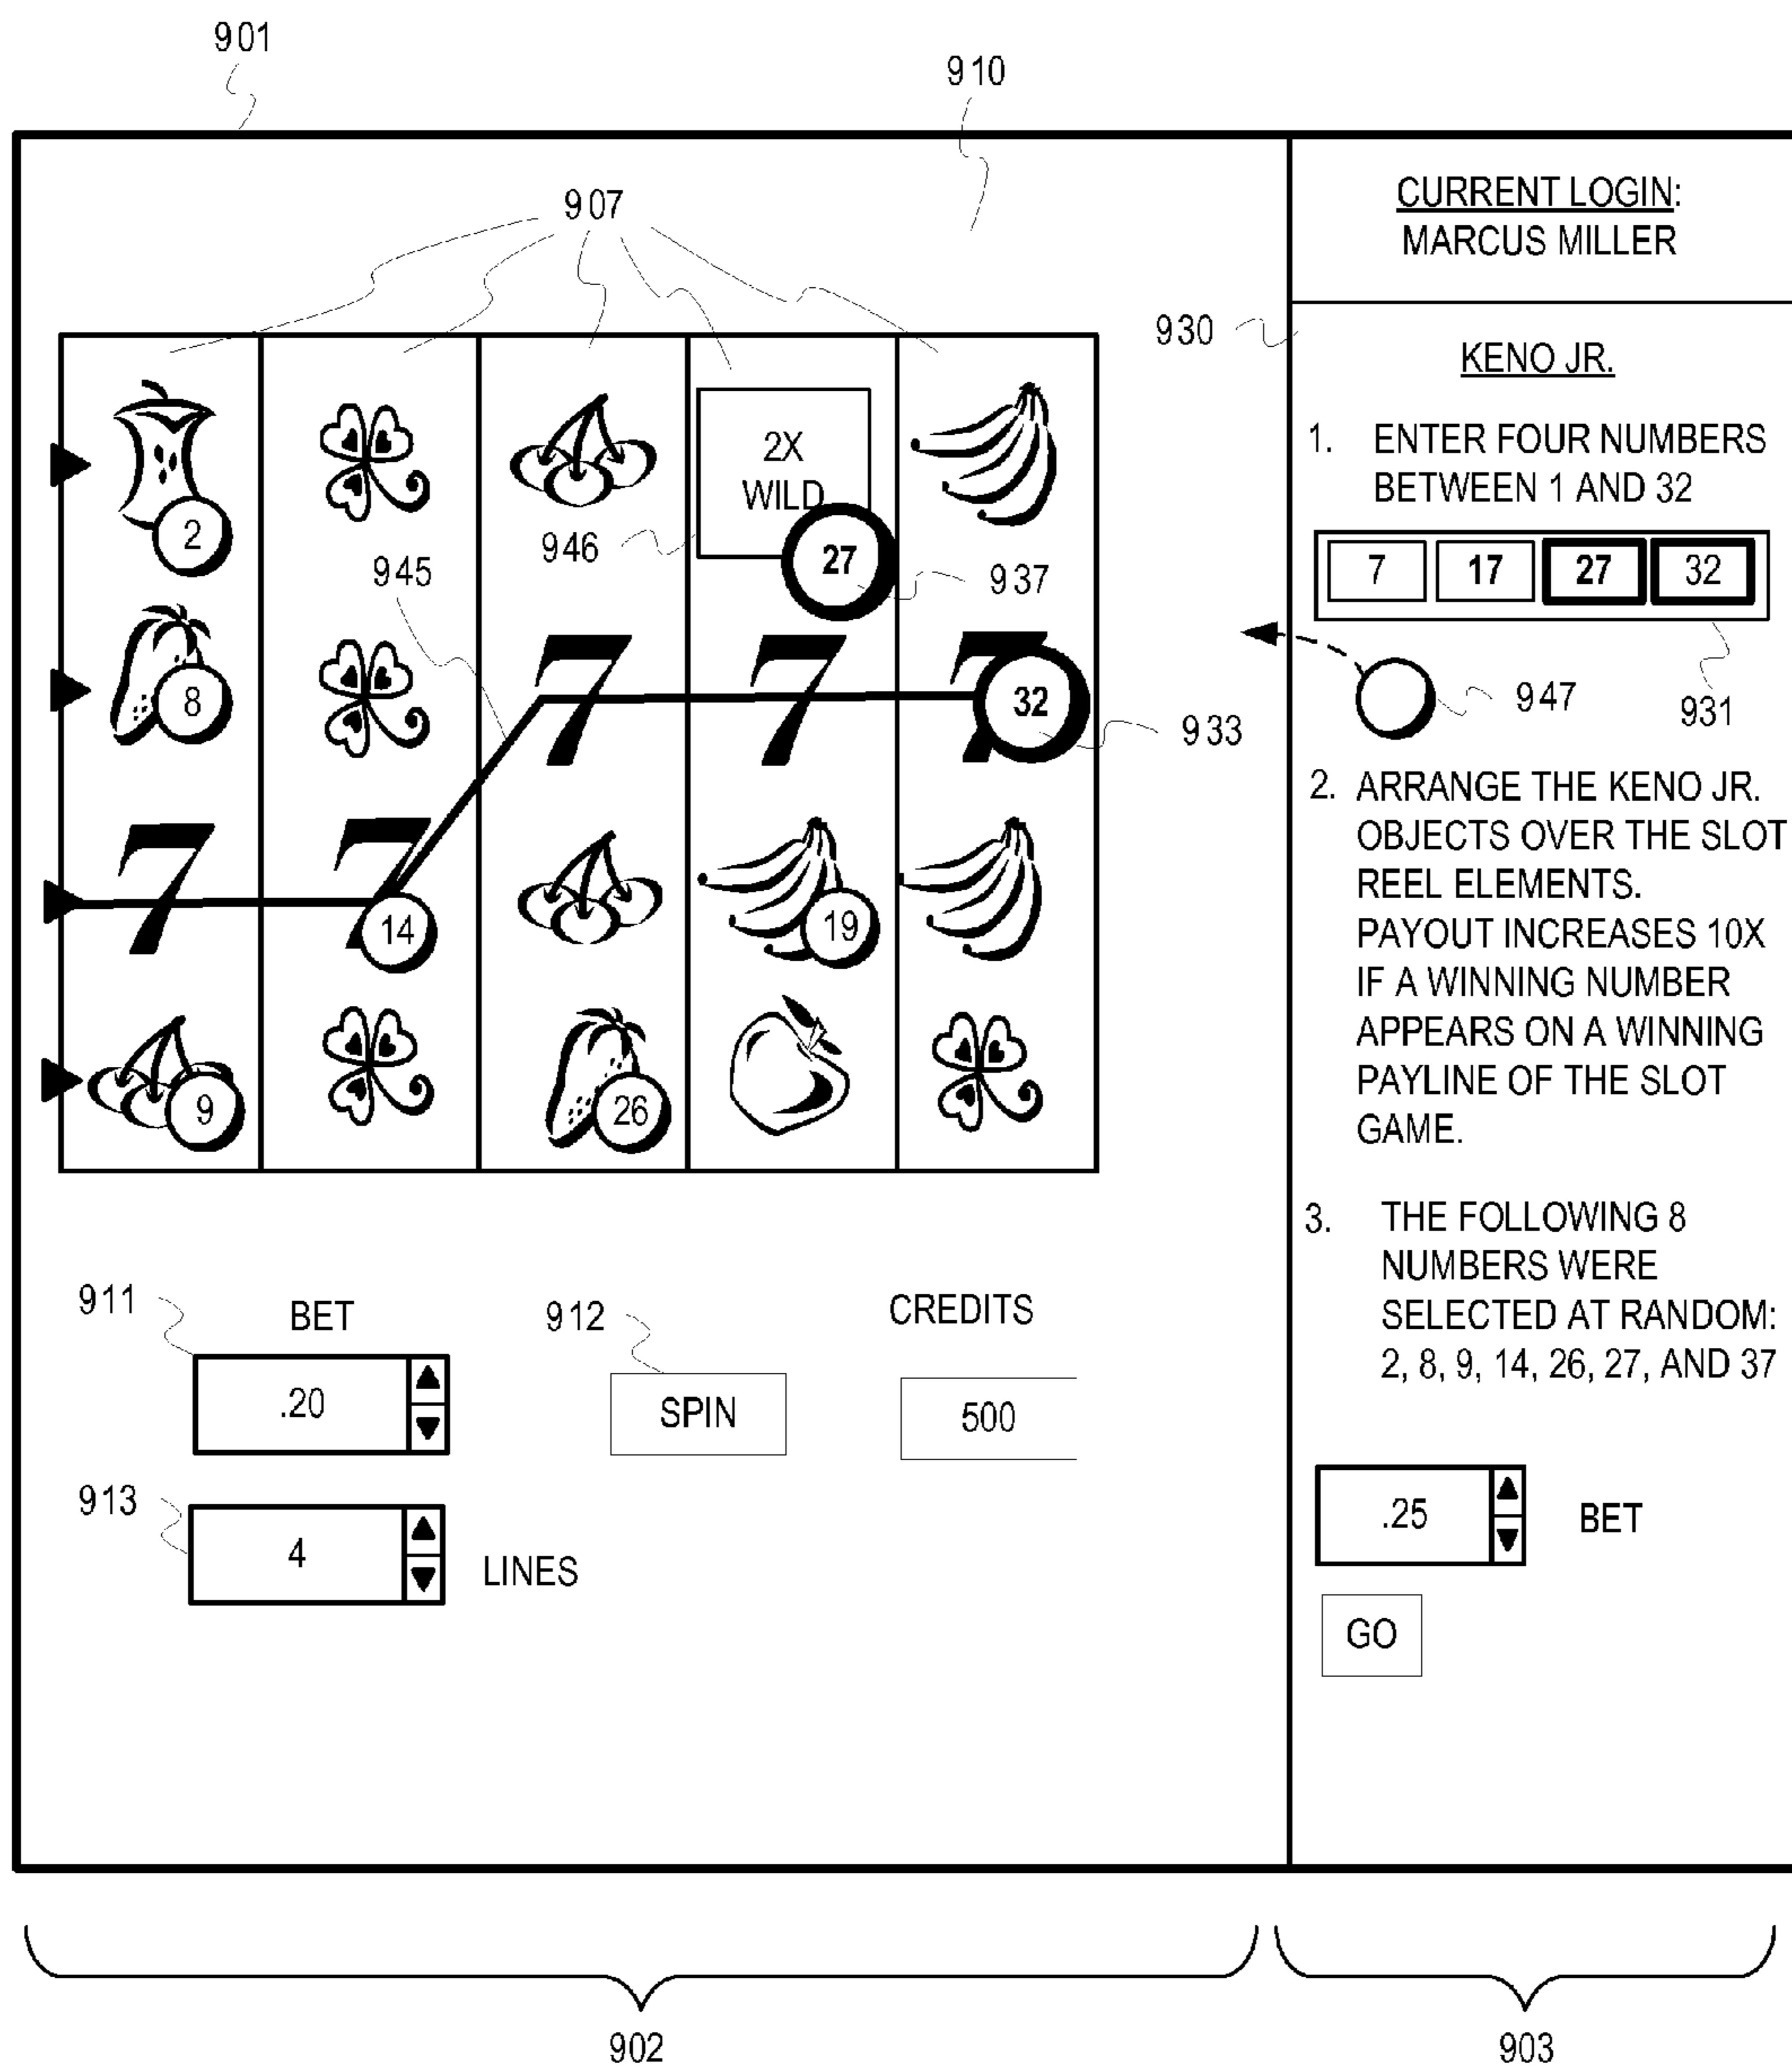 901
910
907
CURRENT LOGIN:
MARCUS MILLER
930
KENO JR.
1. ENTER FOUR NUMBERS
BETWEEN 1 AND 32
7 17 27 32
947
931
2. ARRANGE THE KENO JR.
OBJECTS OVER THE SLOT
REEL ELEMENTS.
PAYOUT INCREASES 10X
IF A WINNING NUMBER
APPEARS ON A WINNING
PAYLINE OF THE SLOT
GAME.
3. THE FOLLOWING 8
NUMBERS WERE
SELECTED AT RANDOM:
2, 8, 9, 14, 26, 27, AND 37
.25 BET
GO
2X
WILD
2
946
27
937
945
8
7 7 7
32
933
7 7
14
19
9
26
911
BET
912
CREDITS
.20
SPIN
500
913
4
LINES
902
903